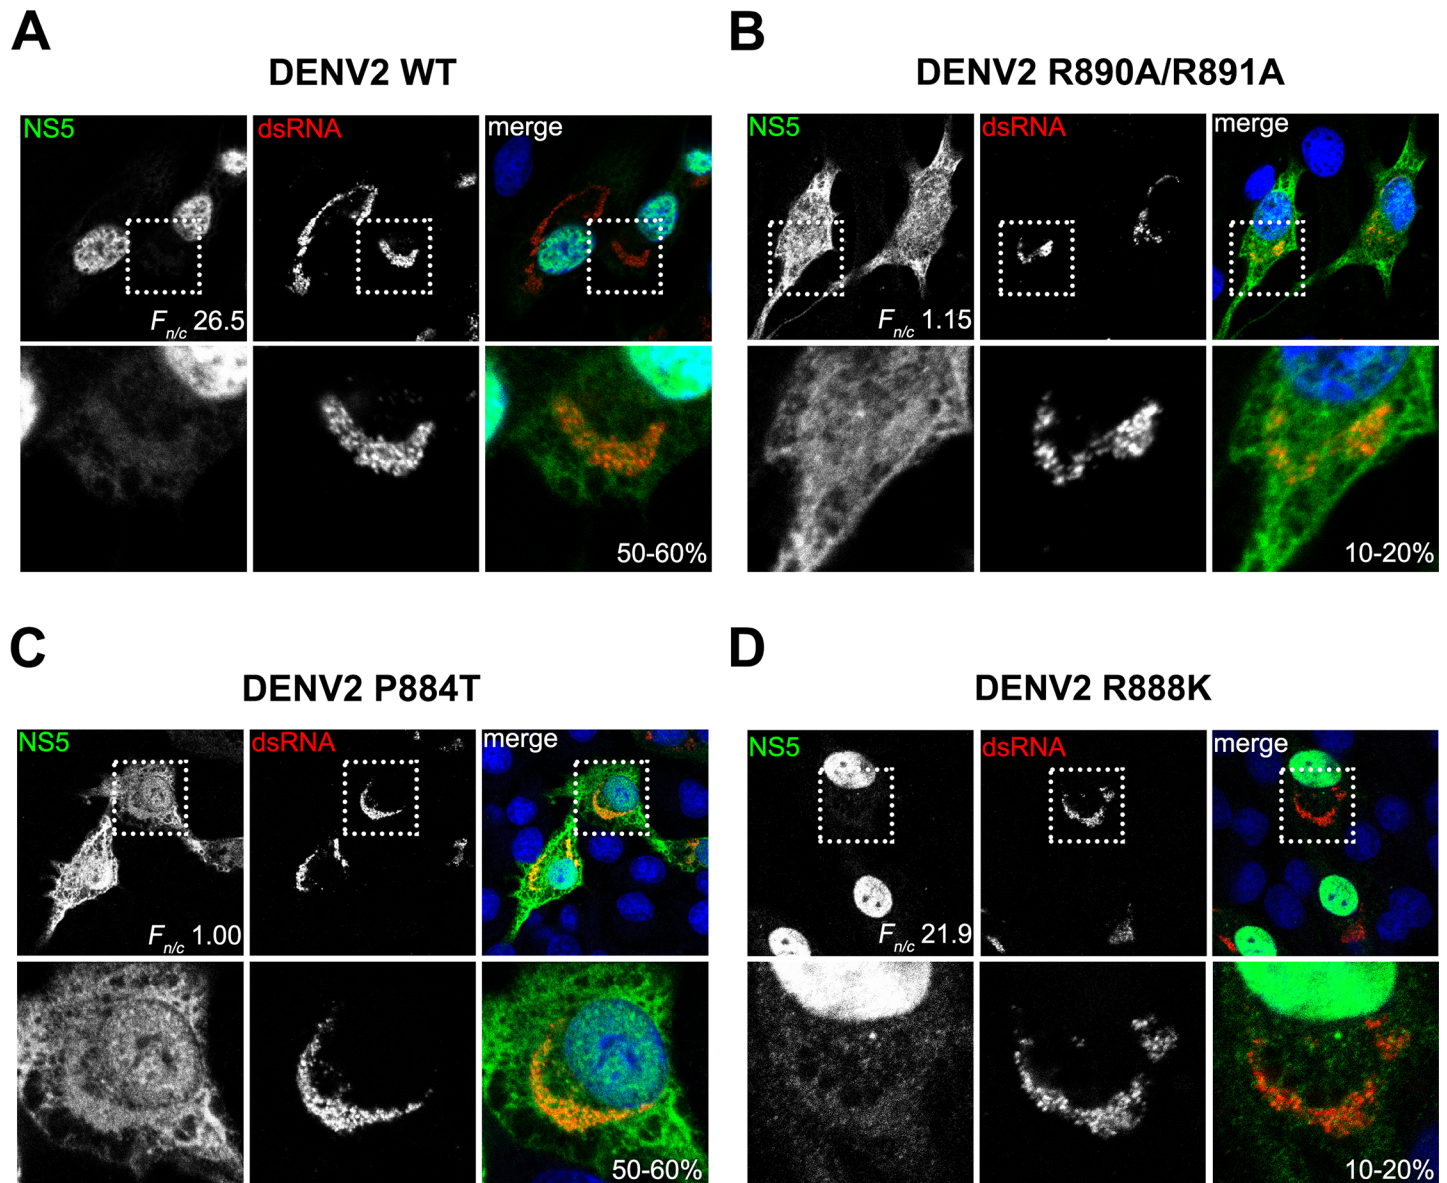 A
DENV2 WT
NS5
dsRNA
merge
Fn/c 26.5
50-60%
B
DENV2 R890A/R891A
NS5
dsRNA
merge
Fn/c 1.15
10-20%
C
DENV2 P884T
NS5
dsRNA
merge
Fn/c 1.00
50-60%
D
DENV2 R888K
NS5
dsRNA
merge
Fn/c 21.9
10-20%